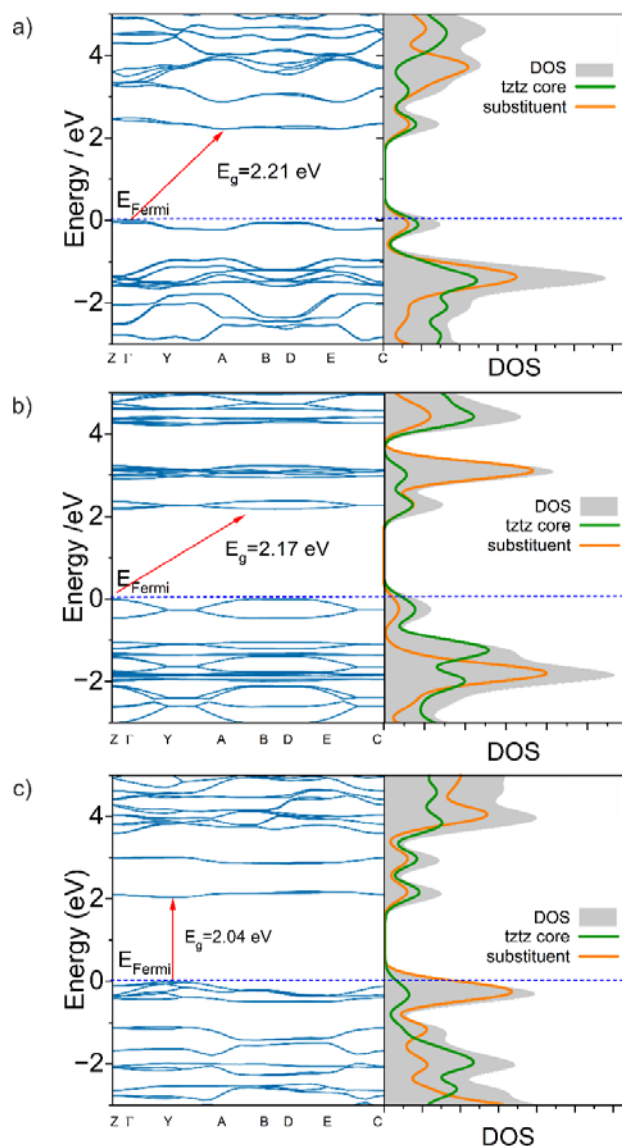 a)
Energy / eV
4
2
0
−2
E_Fermi
E_g=2.21 eV
DOS
tztz core
substituent
Z Γ Y A B D E C
DOS
b)
Energy /eV
4
2
0
−2
E_Fermi
E_g=2.17 eV
DOS
tztz core
substituent
Z Γ Y A B D E C
DOS
c)
Energy (eV)
4
2
0
−2
E_Fermi
E_g=2.04 eV
DOS
tztz core
substituent
Z Γ Y A B D E C
DOS